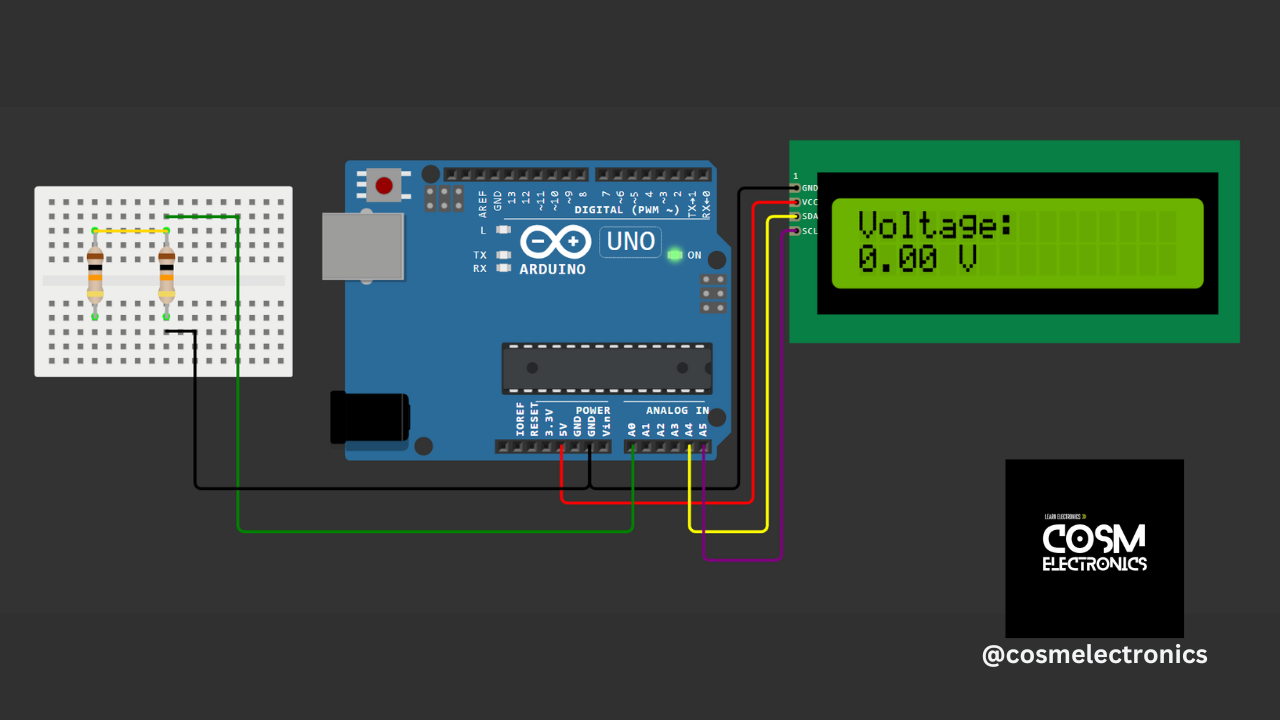 AREF
GND
13
12
~11
~10
~9
8
7
~6
~5
4
~3
2
TX→1
RX←0
DIGITAL (PWM ~)
L
TX
RX
ARDUINO
UNO
ON
IOREF
RESET
3.3V
5V
GND
GND
Vin
POWER
ANALOG IN
A0
A1
A2
A3
A4
A5
1
GND
VCC
SDA
SCL
Voltage:
0.00 V
LEARN ELECTRONICS
COSM
ELECTRONICS
@cosmelectronics